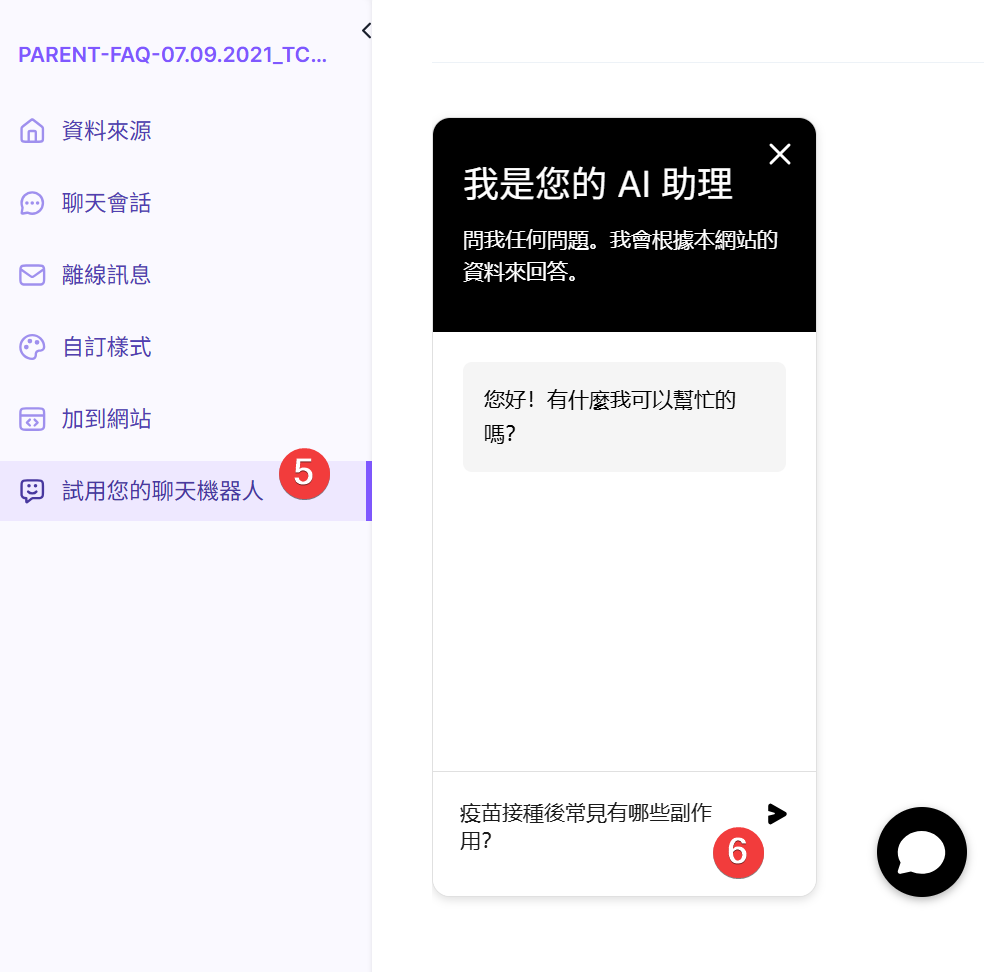 PARENT-FAQ-07.09.2021_TC...
資料來源
聊天會話
離線訊息
自訂樣式
加到網站
試用您的聊天機器人
5
我是您的 AI 助理
問我任何問題。我會根據本網站的
資料來回答。
您好！有什麼我可以幫忙的
嗎?
疫苗接種後常見有哪些副作
用?
6